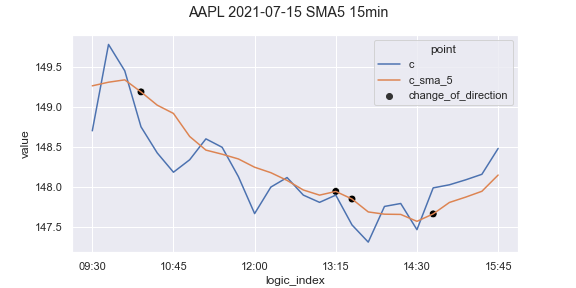 AAPL 2021-07-15 SMA5 15min
point
c
c_sma_5
change_of_direction
value
149.5
149.0
148.5
148.0
147.5
09:30 10:45 12:00 13:15 14:30 15:45
logic_index